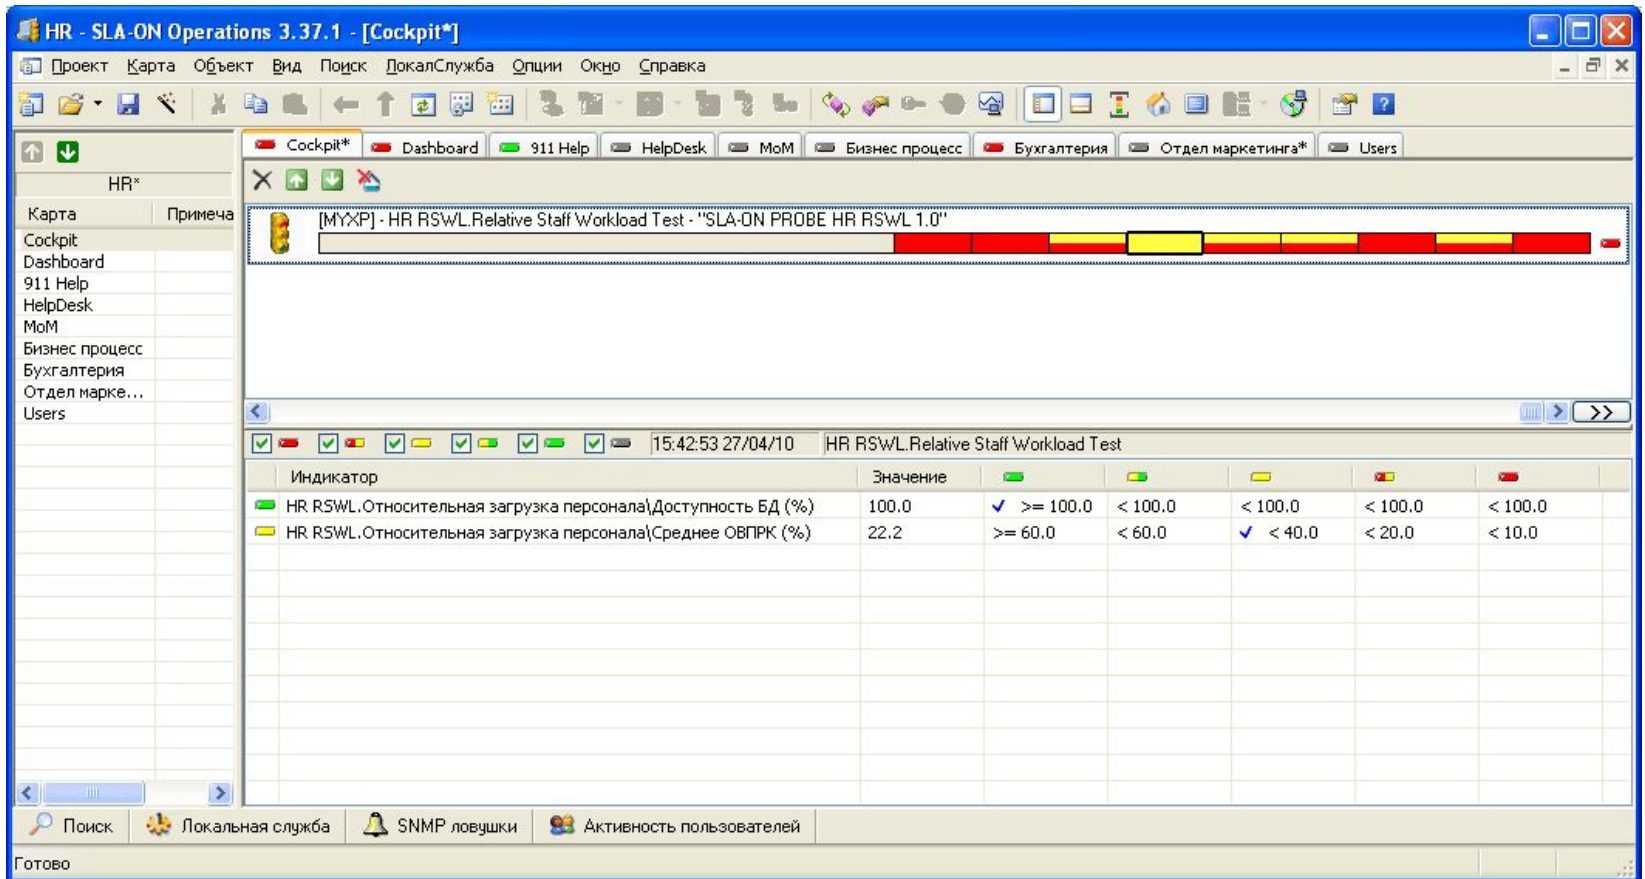 HR - SLA-ON Operations 3.37.1 - [Cockpit*]
Проект Карта Объект Вид Поиск ЛокалСлужба Опции Окно Справка
Cockpit* Dashboard 911 Help HelpDesk MoM Бизнес процесс Бухгалтерия Отдел маркетинга* Users
HR*
Карта Примеча
Cockpit
Dashboard
911 Help
HelpDesk
MoM
Бизнес процесс
Бухгалтерия
Отдел марке...
Users
[MYXP] - HR RSWL.Relative Staff Workload Test - "SLA-ON PROBE HR RSWL 1.0"
>>
15:42:53 27/04/10 HR RSWL.Relative Staff Workload Test
Индикатор Значение
HR RSWL.Относительная загрузка персонала\Доступность БД (%) 100.0 >= 100.0 < 100.0 < 100.0 < 100.0 < 100.0
HR RSWL.Относительная загрузка персонала\Среднее ОВПРК (%) 22.2 >= 60.0 < 60.0 < 40.0 < 20.0 < 10.0
Поиск Локальная служба SNMP ловушки Активность пользователей
Готово